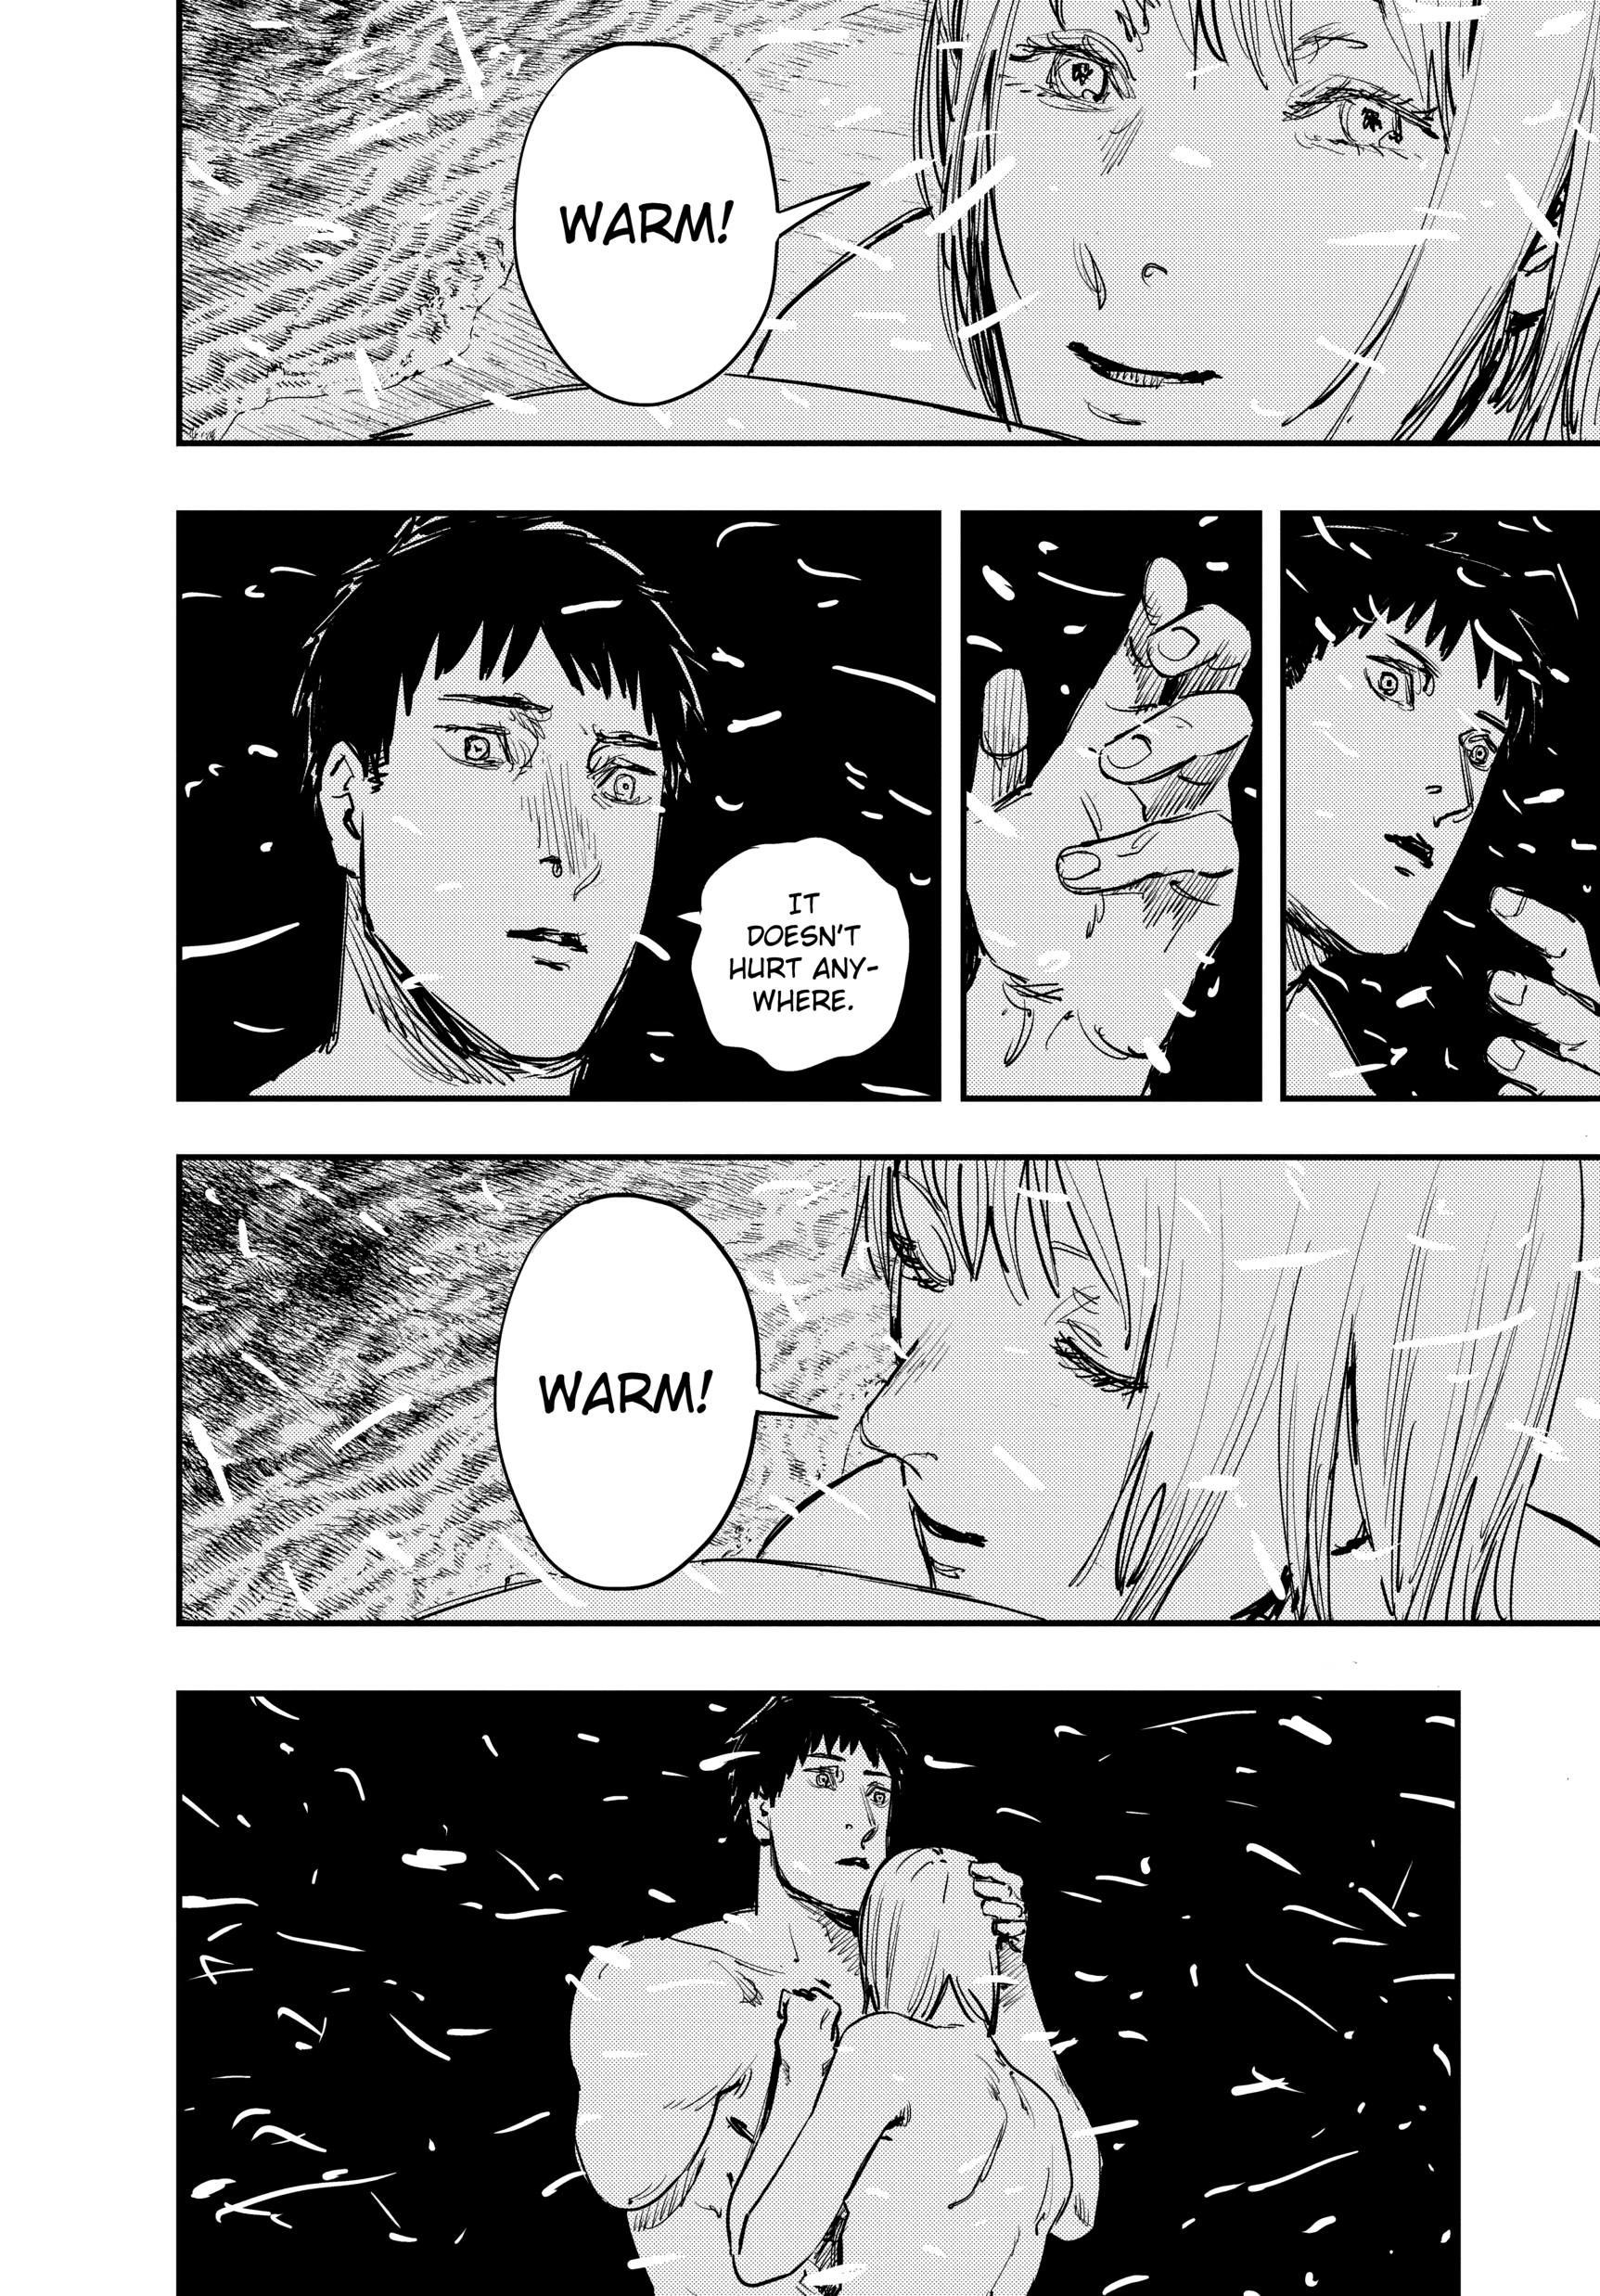 WARM!
IT
DOESN'T
HURT ANY-
WHERE.
WARM!